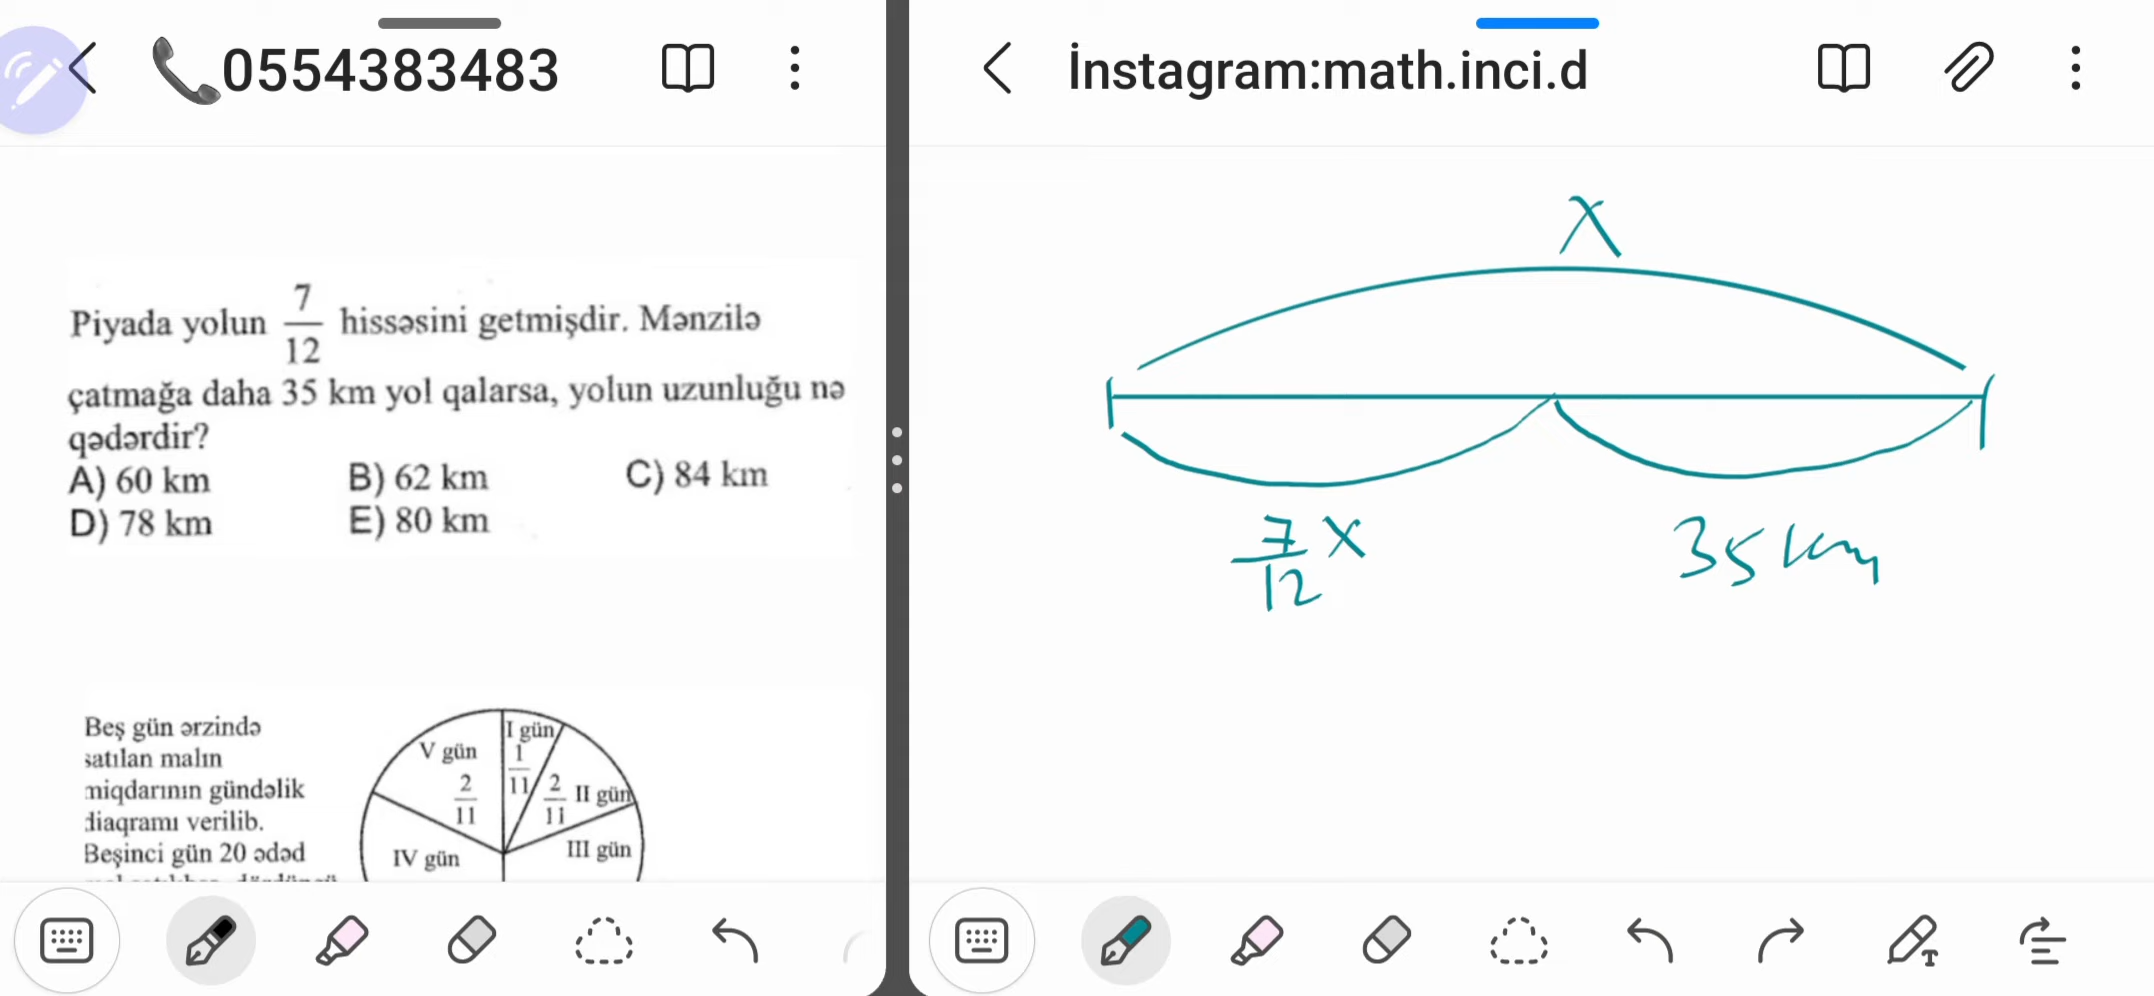 0554383483
Piyada yolun 7/12 hissəsini getmişdir. Mənzilə
çatmağa daha 35 km yol qalarsa, yolun uzunluğu nə
qədərdir?
A) 60 km B) 62 km C) 84 km
D) 78 km E) 80 km
Beş gün ərzində
satılan malın
miqdarının gündəlik
diaqramı verilib.
Beşinci gün 20 ədəd
I gün
1/11
V gün
2/11
2/11 II gün
IV gün
III gün
İnstagram:math.inci.d
X
7/12 X
35 km